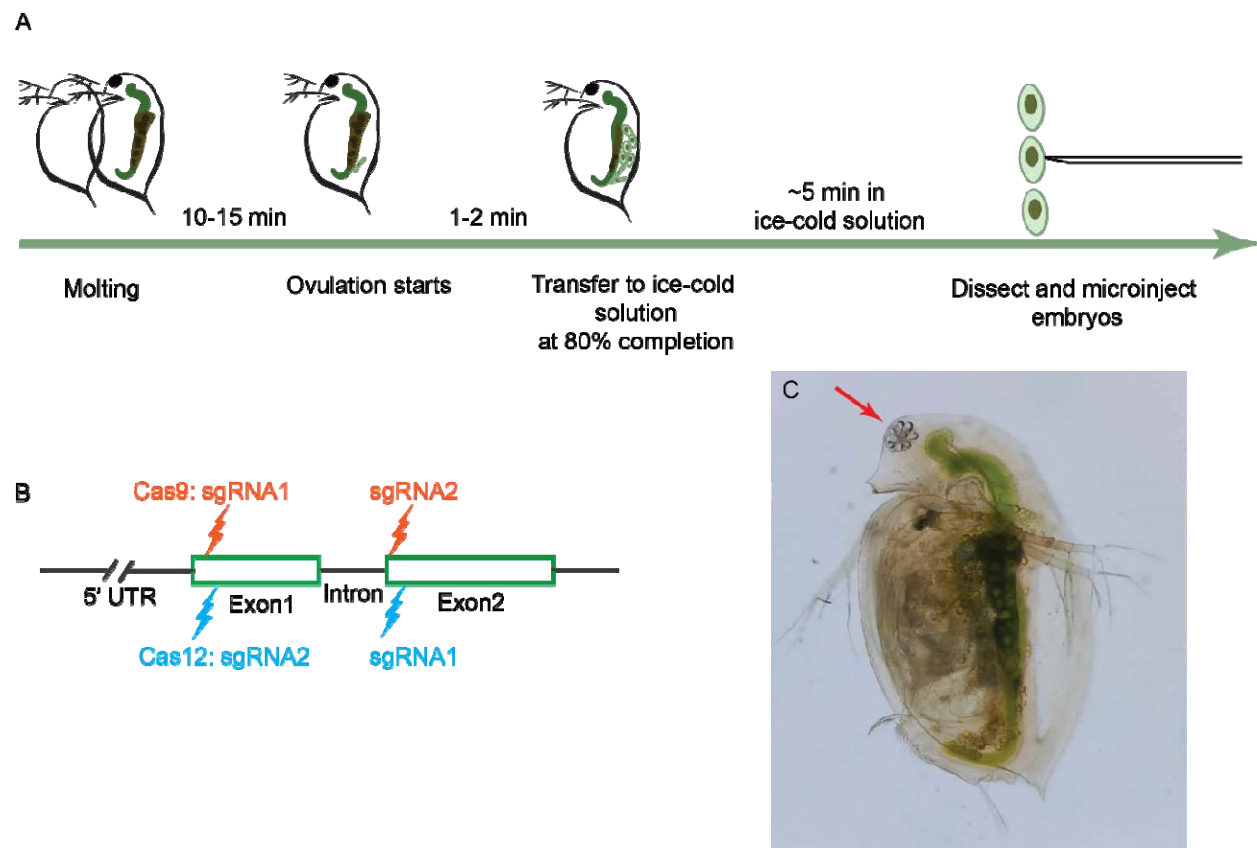 A
10-15 min
1-2 min
~5 min in
ice-cold solution
Molting
Ovulation starts
Transfer to ice-cold
solution
at 80% completion
Dissect and microinject
embryos
B
Cas9: sgRNA1
sgRNA2
5' UTR
Exon1
Intron
Exon2
Cas12: sgRNA2
sgRNA1
C